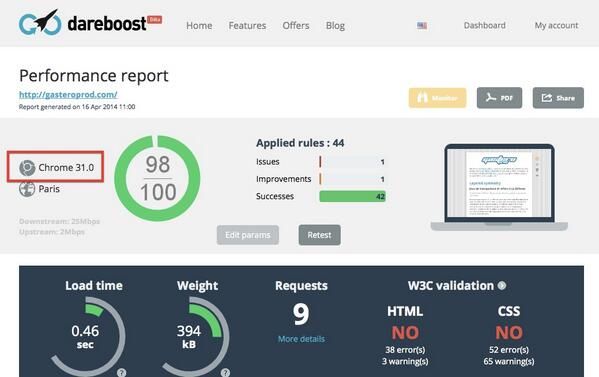 dareboost Beta
Home Features Offers Blog Dashboard My account
Performance report
http://gasteroprod.com/
Report generated on 16 Apr 2014 11:00
Monitor PDF Share
Chrome 31.0
Paris
Downstream: 25Mbps
Upstream: 2Mbps
98
100
Applied rules : 44
Issues 1
Improvements 1
Successes 42
Edit params Retest
Load time
0.46
sec
?
Weight
394
kB
?
Requests
9
More details
W3C validation
HTML
NO
38 error(s)
3 warning(s)
CSS
NO
52 error(s)
65 warning(s)